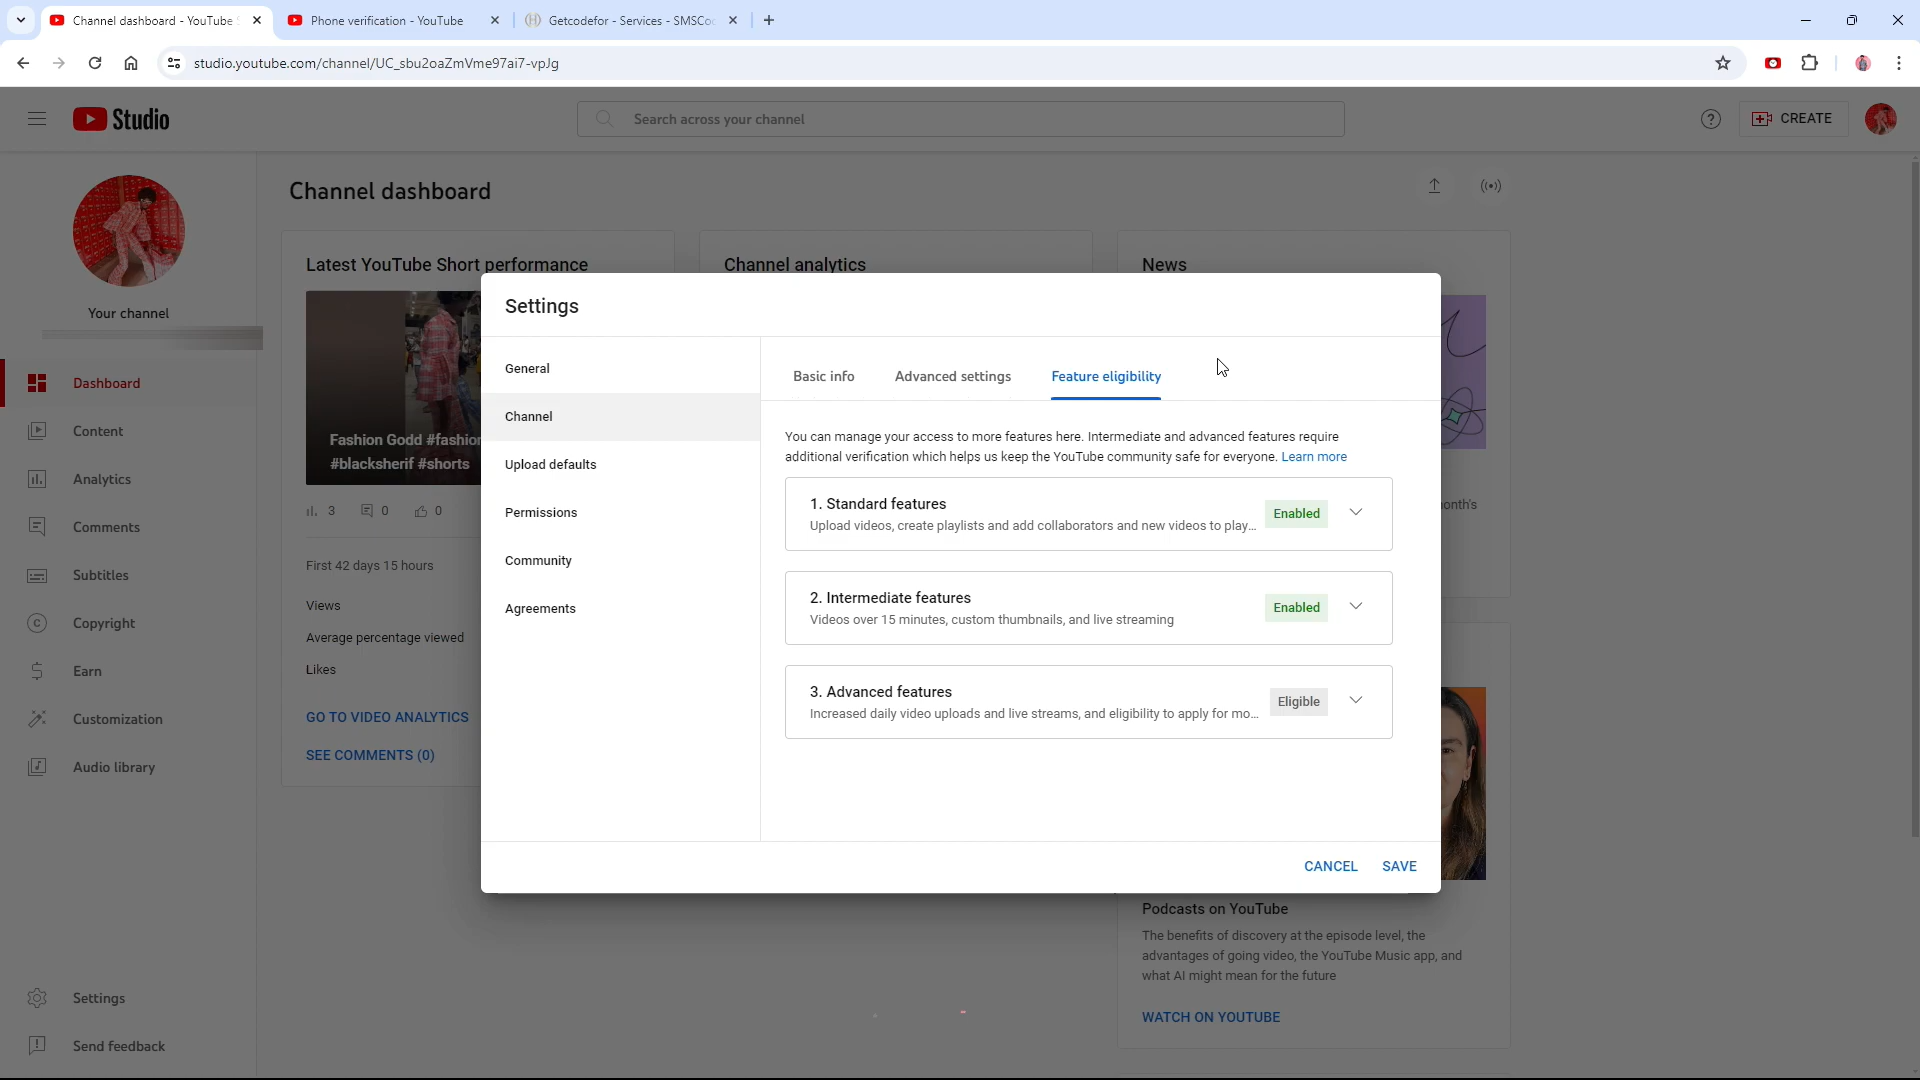 Channel dashboard - YouTube S
Phone verification - YouTube
Getcodefor - Services - SMSCo
studio.youtube.com/channel/UC_sbu2oaZmVme97ai7-vpJg
Studio
Search across your channel
CREATE
Your channel
Dashboard
Content
Analytics
Comments
Subtitles
Copyright
Earn
Customization
Audio library
Settings
Send feedback
Channel dashboard
Latest YouTube Short performance
Fashion Godd #fashion
#blacksherif #shorts
3 0 0
First 42 days 15 hours
Views
Average percentage viewed
Likes
GO TO VIDEO ANALYTICS
SEE COMMENTS (0)
Channel analytics
News
onth's
Settings
General
Channel
Upload defaults
Permissions
Community
Agreements
Basic info
Advanced settings
Feature eligibility
You can manage your access to more features here. Intermediate and advanced features require
additional verification which helps us keep the YouTube community safe for everyone. Learn more
1. Standard features
Upload videos, create playlists and add collaborators and new videos to play...
Enabled
2. Intermediate features
Videos over 15 minutes, custom thumbnails, and live streaming
Enabled
3. Advanced features
Increased daily video uploads and live streams, and eligibility to apply for mo...
Eligible
CANCEL
SAVE
Podcasts on YouTube
The benefits of discovery at the episode level, the
advantages of going video, the YouTube Music app, and
what AI might mean for the future
WATCH ON YOUTUBE